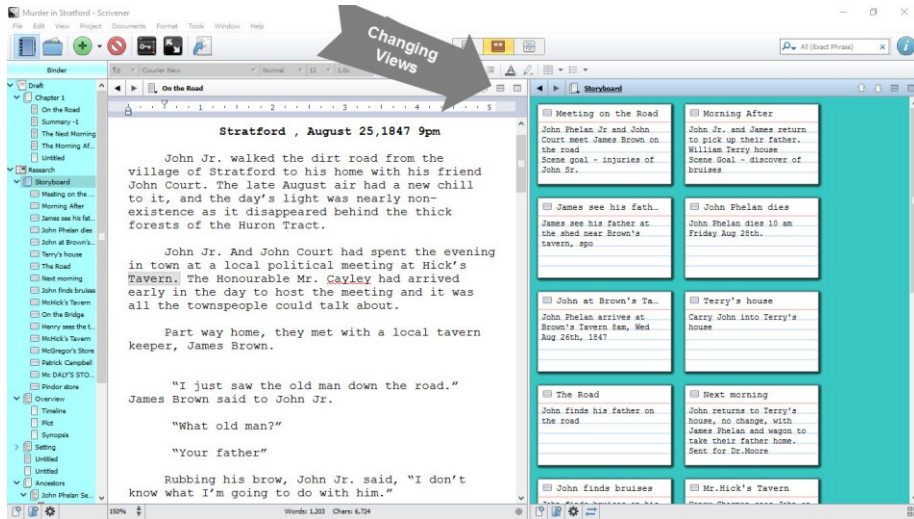 Murder in Stratford - Scrivener
File Edit View Project Documents Format Tools Window Help
Changing
Views
All (Exact Phrase)
Binder
Courier New Normal 12 1.0x
Draft
Chapter 1
On the Road
Summary -1
The Next Morning
The Morning Af...
Untitled
Research
Storyboard
Meeting on the ...
Morning After
James see his fat...
John Phelan dies
John at Brown's...
Terry's house
The Road
Next morning
John finds bruises
McHick's Tavern
On the Bridge
Henry sees the t...
McHick's Tavern
McGregor's Store
Patrick Campbell
Mr. DALY'S STO...
Pindor store
Overview
Timeline
Plot
Synopsis
Setting
Untitled
Untitled
Ancestors
John Phelan Se...
On the Road
1 2 3 4 5
Stratford , August 25,1847 9pm
John Jr. walked the dirt road from the
village of Stratford to his home with his friend
John Court. The late August air had a new chill
to it, and the day's light was nearly non-
existence as it disappeared behind the thick
forests of the Huron Tract.
John Jr. And John Court had spent the evening
in town at a local political meeting at Hick's
Tavern. The Honourable Mr. Cayley had arrived
early in the day to host the meeting and it was
all the townspeople could talk about.
Part way home, they met with a local tavern
keeper, James Brown.
“I just saw the old man down the road.”
James Brown said to John Jr.
“What old man?”
“Your father”
Rubbing his brow, John Jr. said, “I don't
know what I'm going to do with him.”
150%
Words: 1,203 Chars: 6,724
Storyboard
Meeting on the Road
John Phelan Jr and John
Court meet James Brown on
the road
Scene goal - injuries of
John Sr.
Morning After
John Jr. and James return
to pick up their father.
William Terry house
Scene Goal - discover of
bruises
James see his fath…
James see his father at
the shed near Brown's
tavern, spo
John Phelan dies
John Phelan dies 10 am
Friday Aug 28th.
John at Brown's Ta…
John Phelan arrives at
Brown's Tavern 8am, Wed
Aug 26th, 1847
Terry's house
Carry John into Terry's
house
The Road
John finds his father on
the road
Next morning
John returns to Terry's
house, no change, with
James Phelan and wagon to
take their father home.
Sent for Dr.Moore
John finds bruises
Mr.Hick's Tavern